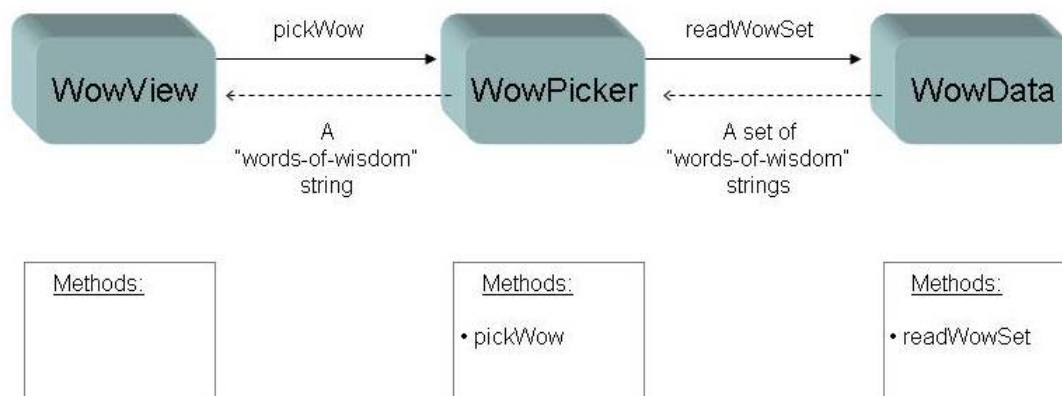 pickWow
readWowSet
WowView
WowPicker
WowData
A
"words-of-wisdom"
string
A set of
"words-of-wisdom"
strings
Methods:
Methods:
• pickWow
Methods:
• readWowSet